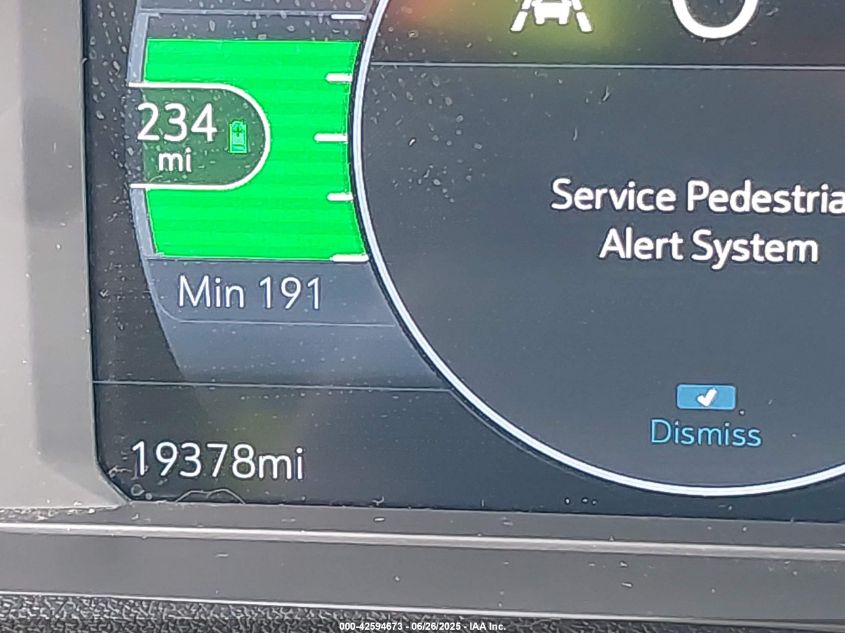 234
mi
Service Pedestria
Alert System
Min 191
Dismiss
19378mi
000-42594673 - 06/26/2025 - IAA Inc.